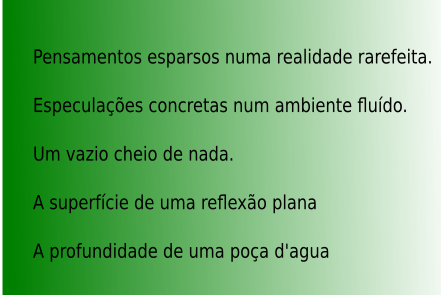 Pensamentos esparsos numa realidade rarefeita.
Especulações concretas num ambiente fluído.
Um vazio cheio de nada.
A superfície de uma reflexão plana
A profundidade de uma poça d'agua